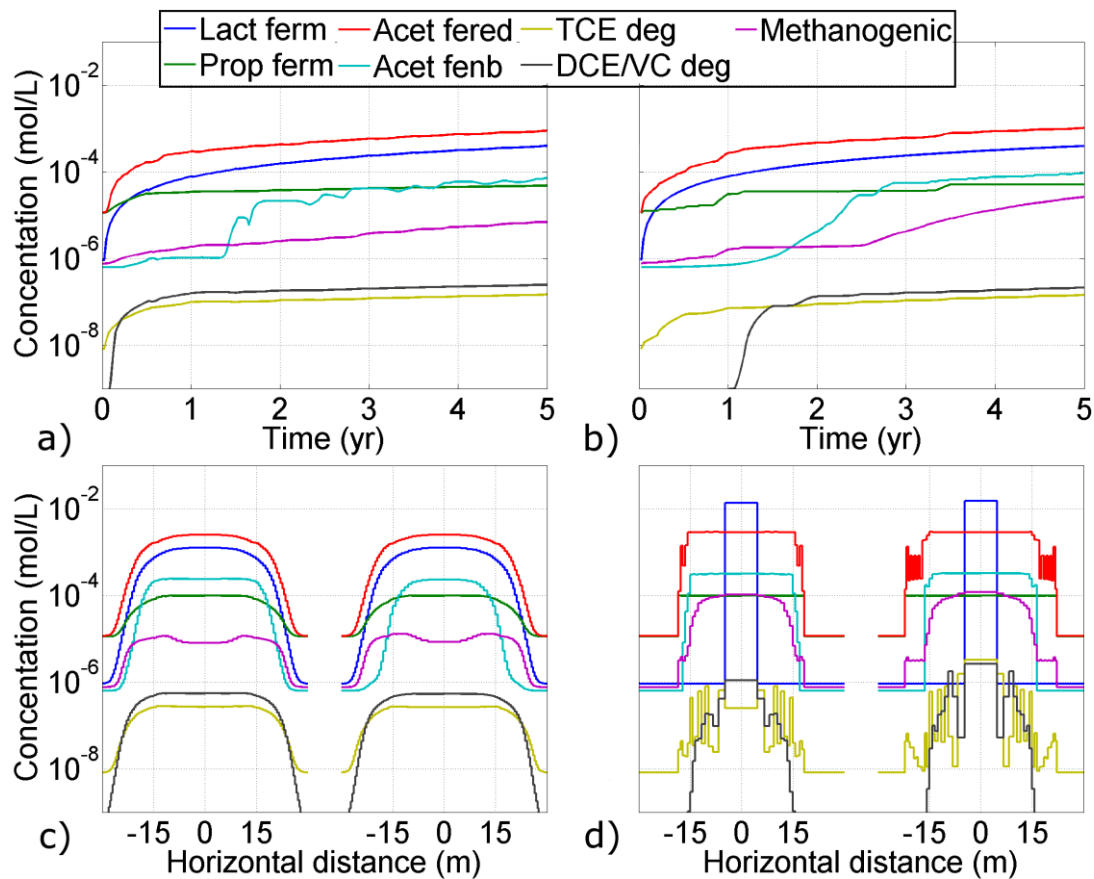 Lact ferm Acet fered TCE deg Methanogenic
Prop ferm Acet fenb DCE/VC deg
Concentration (mol/L)
10-2
10-4
10-6
10-8
0 1 2 3 4 5
a) Time (yr)
0 1 2 3 4 5
b) Time (yr)
Concentration (mol/L)
10-2
10-4
10-6
10-8
-15 0 15 -15 0 15
c) Horizontal distance (m)
-15 0 15 -15 0 15
d) Horizontal distance (m)